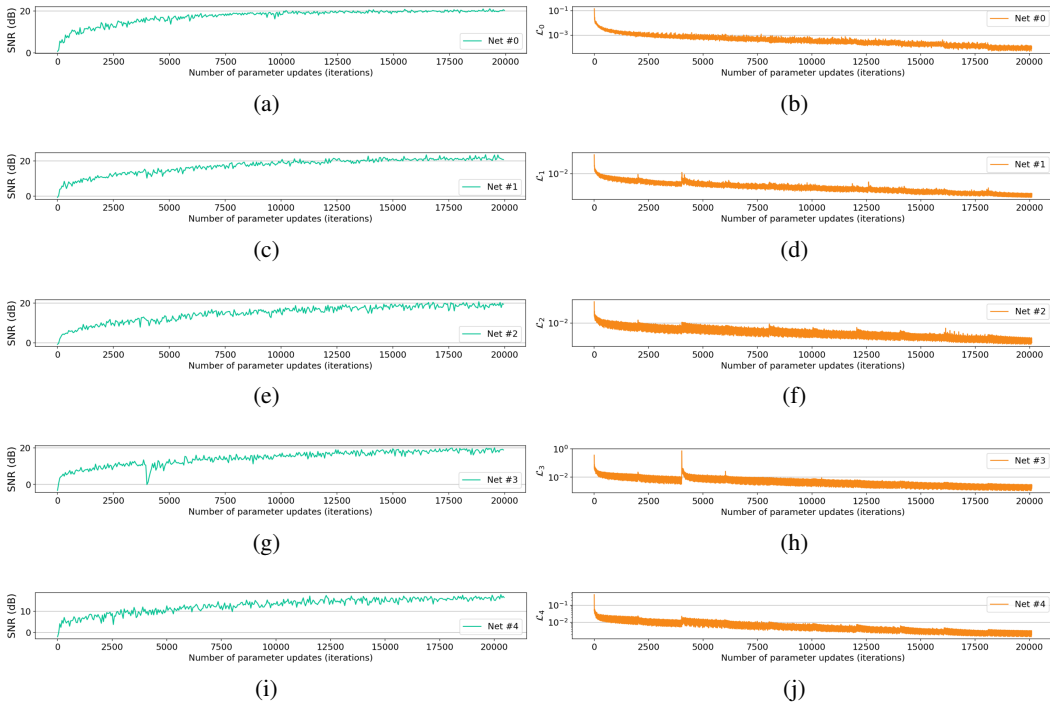 SNR (dB)
20
0
Net #0
0 2500 5000 7500 10000 12500 15000 17500 20000
Number of parameter updates (iterations)
(a)
ℒ₀
10⁻¹
10⁻³
Net #0
0 2500 5000 7500 10000 12500 15000 17500 20000
Number of parameter updates (iterations)
(b)
SNR (dB)
20
0
Net #1
0 2500 5000 7500 10000 12500 15000 17500 20000
Number of parameter updates (iterations)
(c)
ℒ₁
10⁻²
Net #1
0 2500 5000 7500 10000 12500 15000 17500 20000
Number of parameter updates (iterations)
(d)
SNR (dB)
20
0
Net #2
0 2500 5000 7500 10000 12500 15000 17500 20000
Number of parameter updates (iterations)
(e)
ℒ₂
10⁻²
Net #2
0 2500 5000 7500 10000 12500 15000 17500 20000
Number of parameter updates (iterations)
(f)
SNR (dB)
20
0
Net #3
0 2500 5000 7500 10000 12500 15000 17500 20000
Number of parameter updates (iterations)
(g)
ℒ₃
10⁰
10⁻²
Net #3
0 2500 5000 7500 10000 12500 15000 17500 20000
Number of parameter updates (iterations)
(h)
SNR (dB)
10
0
Net #4
0 2500 5000 7500 10000 12500 15000 17500 20000
Number of parameter updates (iterations)
(i)
ℒ₄
10⁻¹
10⁻²
Net #4
0 2500 5000 7500 10000 12500 15000 17500 20000
Number of parameter updates (iterations)
(j)